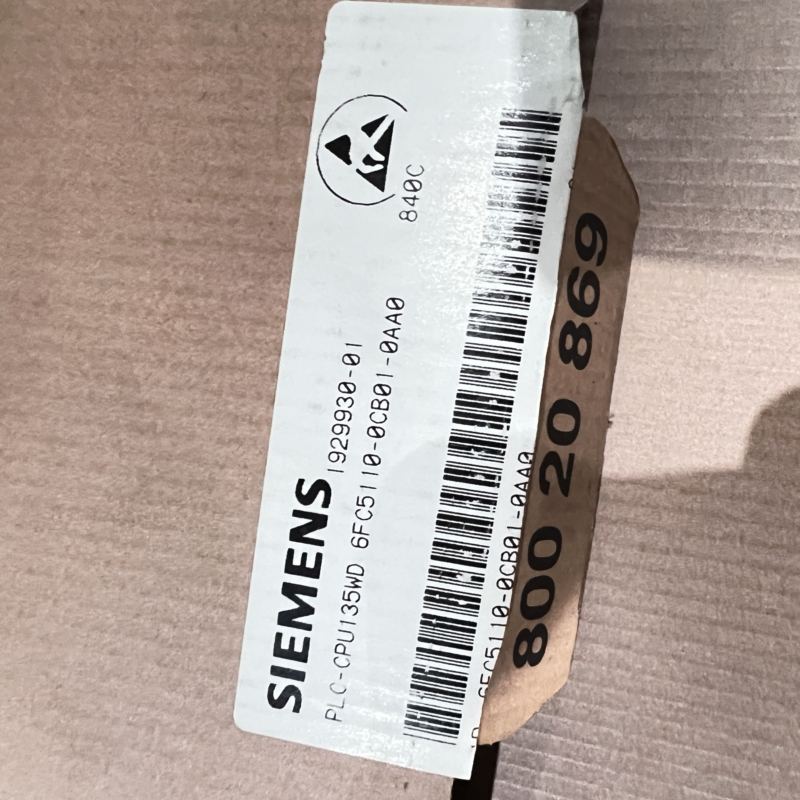 SIEMENS 1929930-01
PLC-CPU135WD 6FC5110-0CB01-0AA0
840C
6FC5110-0CB01-0AA0
800 20 869